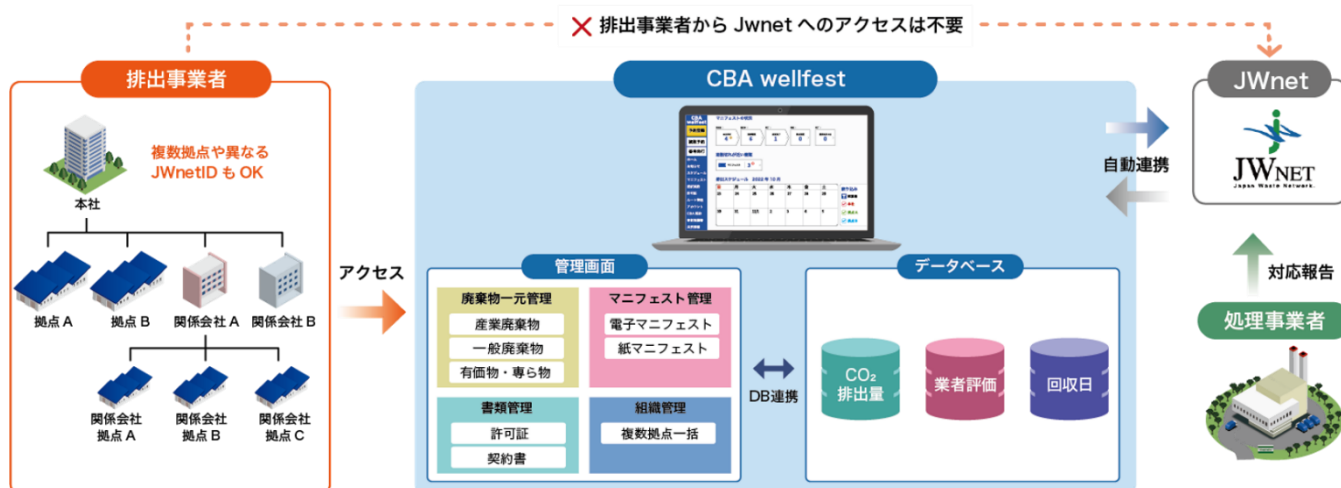 排出事業者から Jwnet へのアクセスは不要
排出事業者
複数拠点や異なる
JWnetID も OK
本社
拠点 A
拠点 B
関係会社 A
関係会社 B
関係会社
拠点 A
関係会社
拠点 B
関係会社
拠点 C
アクセス
CBA wellfest
CBA
wellfest
管理画面
廃棄物一元管理
産業廃棄物
一般廃棄物
有価物・専ら物
マニフェスト管理
電子マニフェスト
紙マニフェスト
書類管理
許可証
契約書
組織管理
複数拠点一括
DB連携
データベース
CO₂
排出量
業者評価
回収日
自動連携
JWnet
JWNET
Japan Waste Network.
対応報告
処理事業者